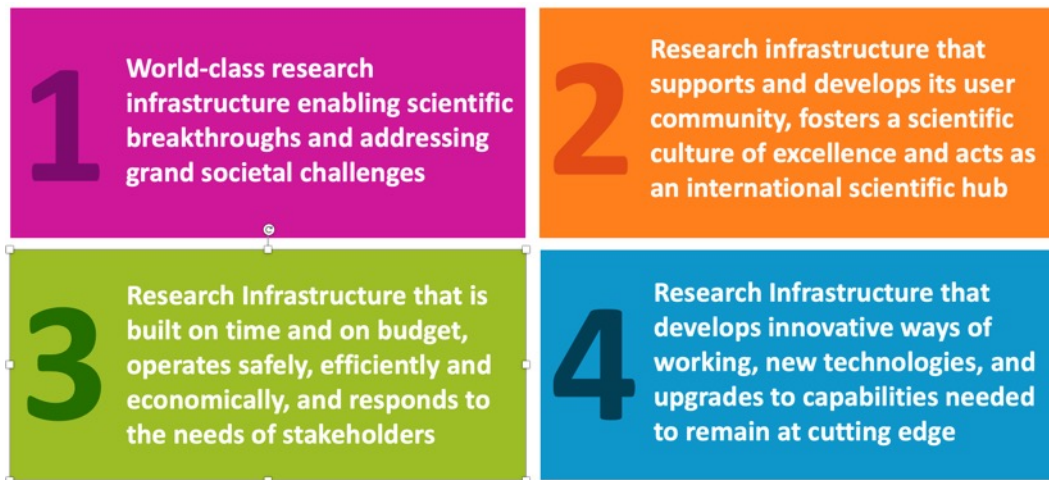 1
World-class research
infrastructure enabling scientific
breakthroughs and addressing
grand societal challenges
2
Research infrastructure that
supports and develops its user
community, fosters a scientific
culture of excellence and acts as
an international scientific hub
3
Research Infrastructure that is
built on time and on budget,
operates safely, efficiently and
economically, and responds to
the needs of stakeholders
4
Research Infrastructure that
develops innovative ways of
working, new technologies, and
upgrades to capabilities needed
to remain at cutting edge